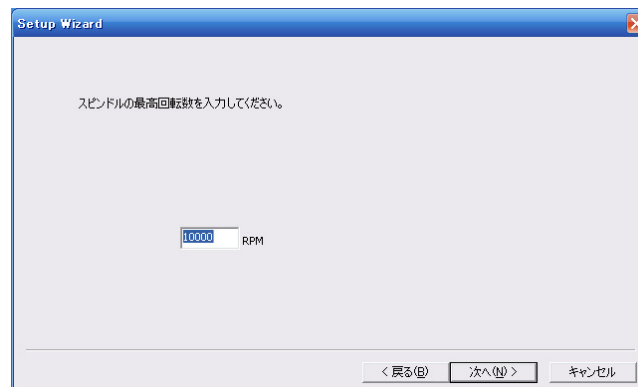 Setup Wizard
スピンドルの最高回転数を入力してください。
10000 RPM
< 戻る(B) 次へ(N) > キャンセル